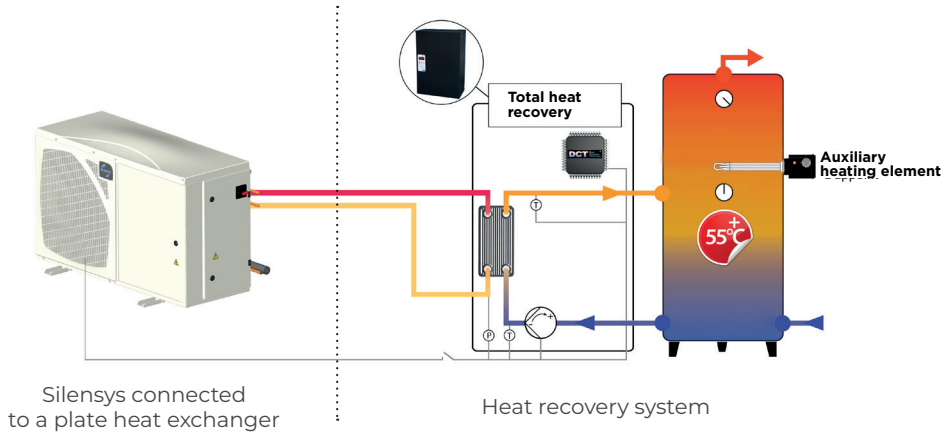 Total heat
recovery
DCT
Auxiliary
heating element
T
+
55°C
P
T
Silensys connected
to a plate heat exchanger
Heat recovery system